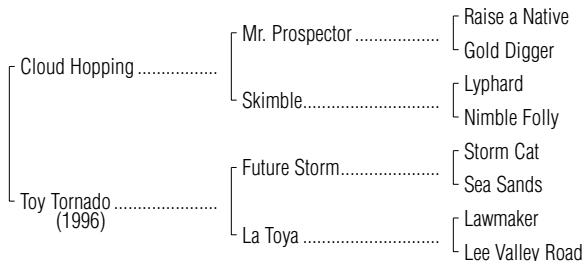 Raise a Native
Mr. Prospector ....................
Gold Digger
Cloud Hopping ...................
Lyphard
Skimble.................................
Nimble Folly
Storm Cat
Future Storm........................
Sea Sands
Toy Tornado .........................
(1996)
Lawmaker
La Toya .................................
Lee Valley Road